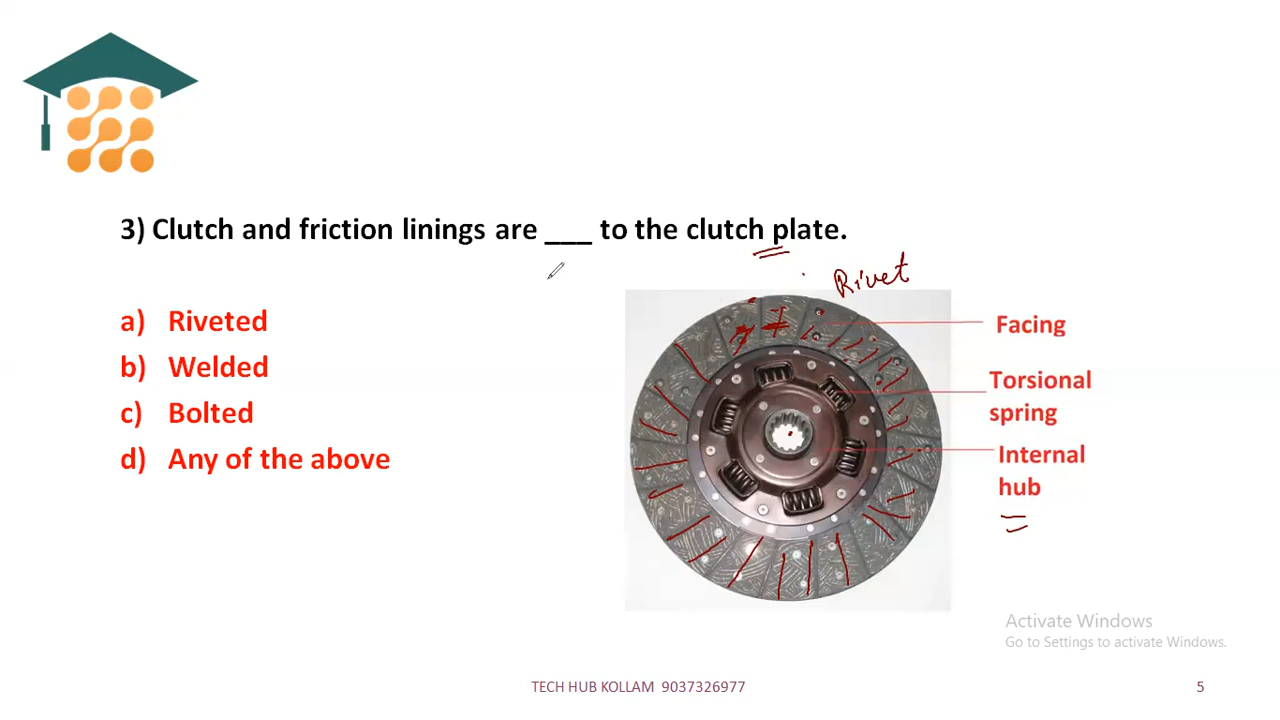 3) Clutch and friction linings are ___ to the clutch plate.
Rivet
a) Riveted
b) Welded
c) Bolted
d) Any of the above
Facing
Torsional
spring
Internal
hub
Activate Windows
Go to Settings to activate Windows.
TECH HUB KOLLAM 9037326977
5